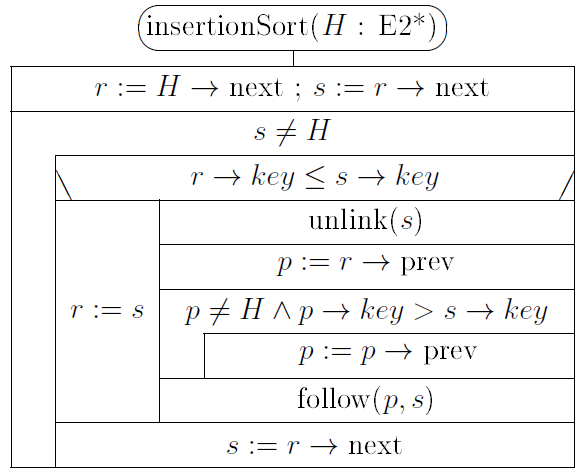 insertionSort(H : E2*)
r := H → next ; s := r → next
s ≠ H
r → key ≤ s → key
unlink(s)
p := r → prev
r := s
p ≠ H ∧ p → key > s → key
p := p → prev
follow(p, s)
s := r → next